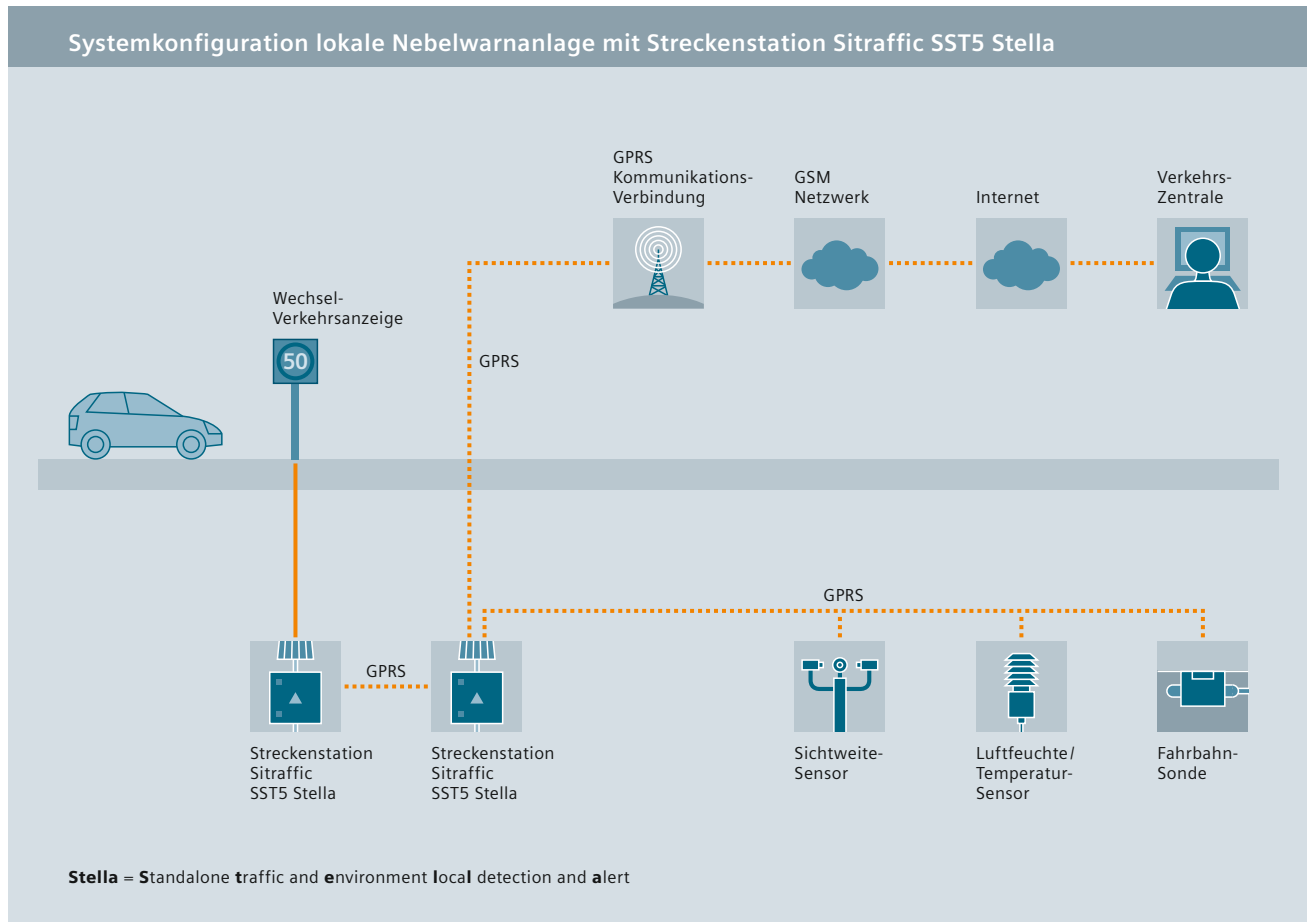 Systemkonfiguration lokale Nebelwarnanlage mit Streckenstation Sitraffic SST5 Stella
GPRS
Kommunikations-
Verbindung
GSM
Netzwerk
Internet
Verkehrs-
Zentrale
Wechsel-
Verkehrsanzeige
50
GPRS
GPRS
GPRS
Streckenstation
Sitraffic
SST5 Stella
Streckenstation
Sitraffic
SST5 Stella
Sichtweite-
Sensor
Luftfeuchte/
Temperatur-
Sensor
Fahrbahn-
Sonde
Stella = Standalone traffic and environment local detection and alert